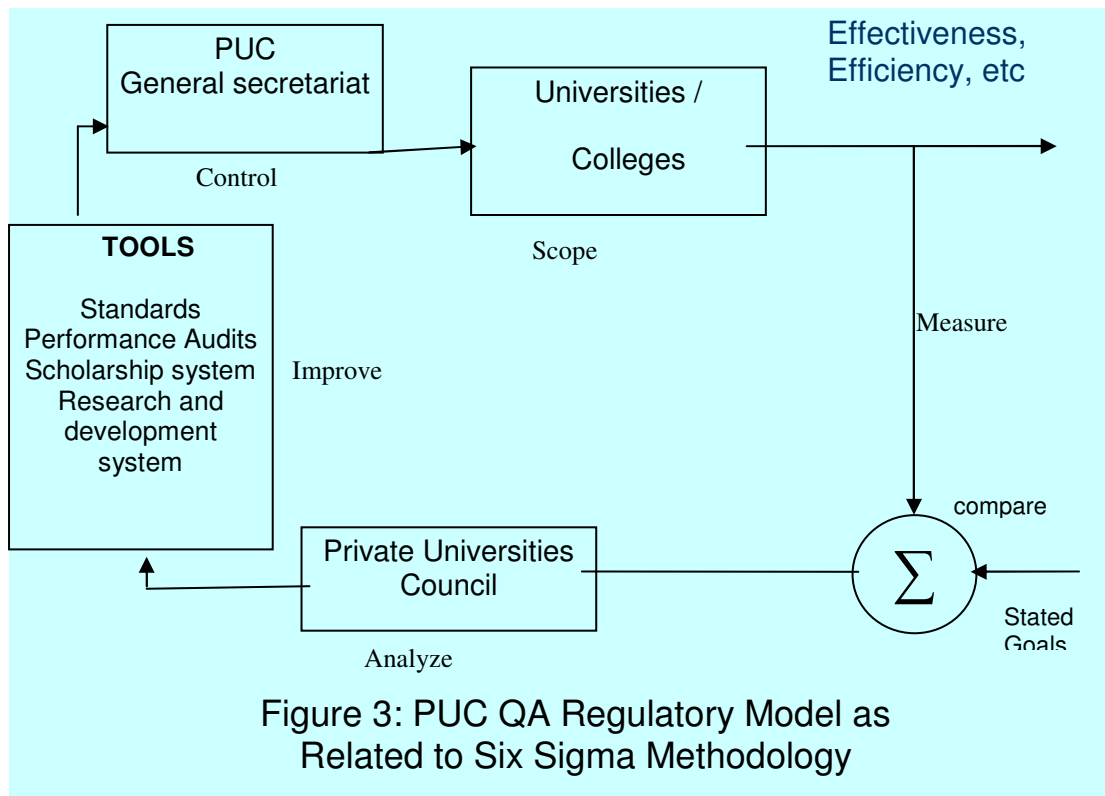 PUC
General secretariat
Control
Universities /
Colleges
Scope
Effectiveness,
Efficiency, etc
TOOLS
Standards
Performance Audits
Scholarship system
Research and
development
system
Improve
Measure
compare
∑
Stated
Goals
Private Universities
Council
Analyze
Figure 3: PUC QA Regulatory Model as
Related to Six Sigma Methodology